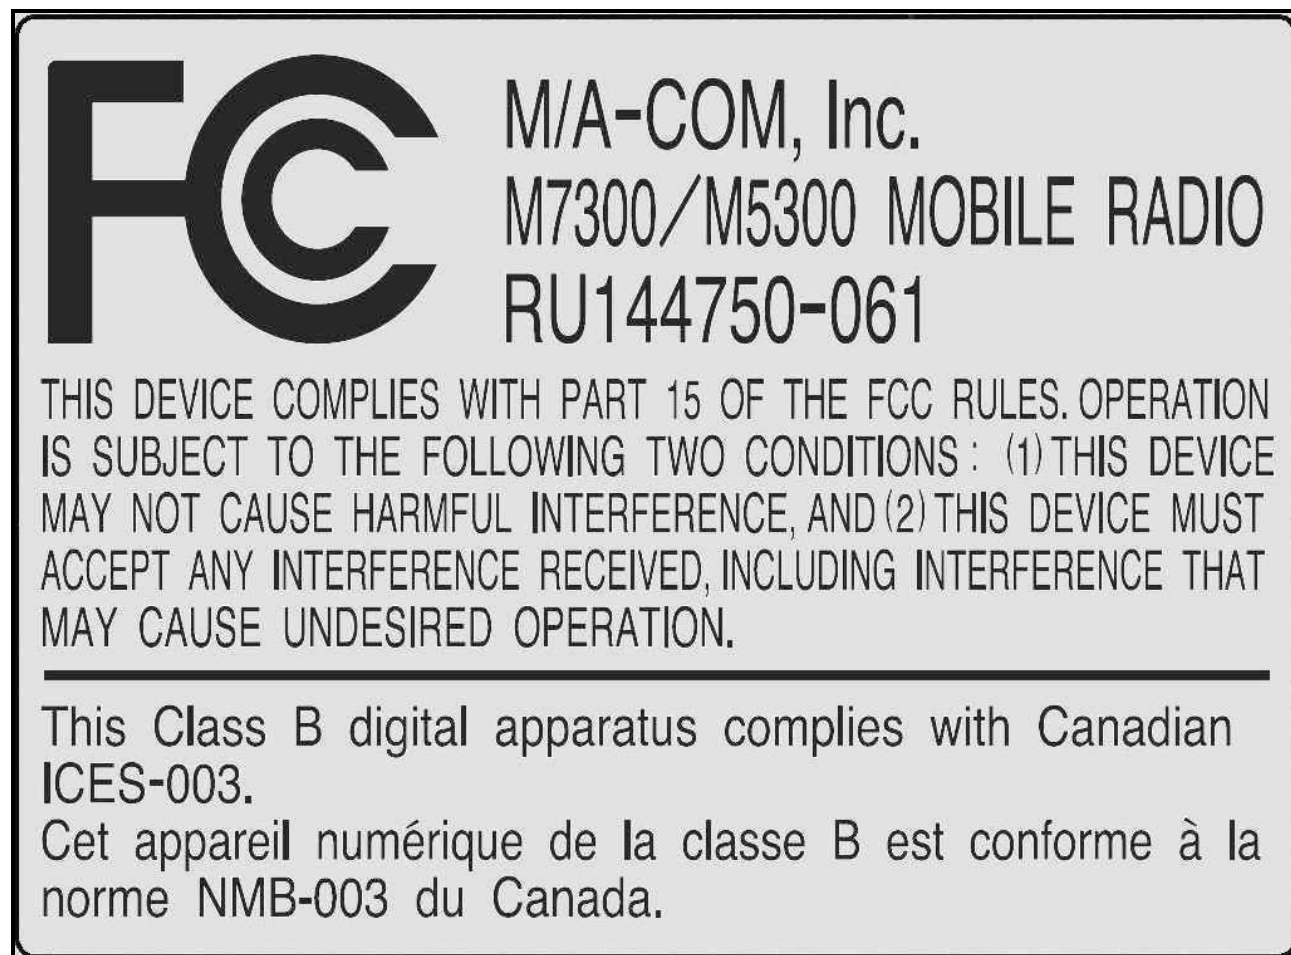 FCC
M/A-COM, Inc.
M7300/M5300 MOBILE RADIO
RU144750-061
THIS DEVICE COMPLIES WITH PART 15 OF THE FCC RULES. OPERATION
IS SUBJECT TO THE FOLLOWING TWO CONDITIONS : (1) THIS DEVICE
MAY NOT CAUSE HARMFUL INTERFERENCE, AND (2) THIS DEVICE MUST
ACCEPT ANY INTERFERENCE RECEIVED, INCLUDING INTERFERENCE THAT
MAY CAUSE UNDESIRED OPERATION.
This Class B digital apparatus complies with Canadian
ICES-003.
Cet appareil numérique de la classe B est conforme à la
norme NMB-003 du Canada.